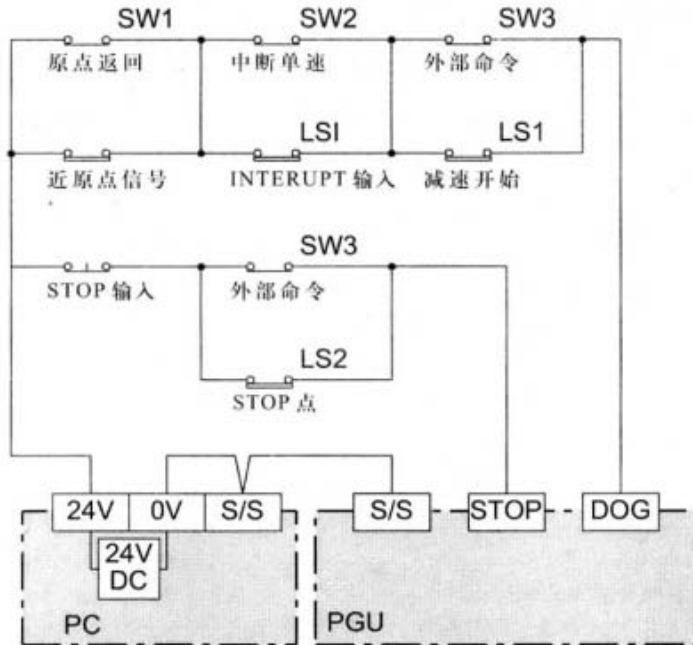 SW1 SW2 SW3
原点返回 中断单速 外部命令
LSI LS1
近原点信号 INTERUPT 输入 减速开始
SW3
STOP 输入 外部命令
LS2
STOP 点
24V 0V S/S S/S STOP DOG
24V
DC
PC PGU